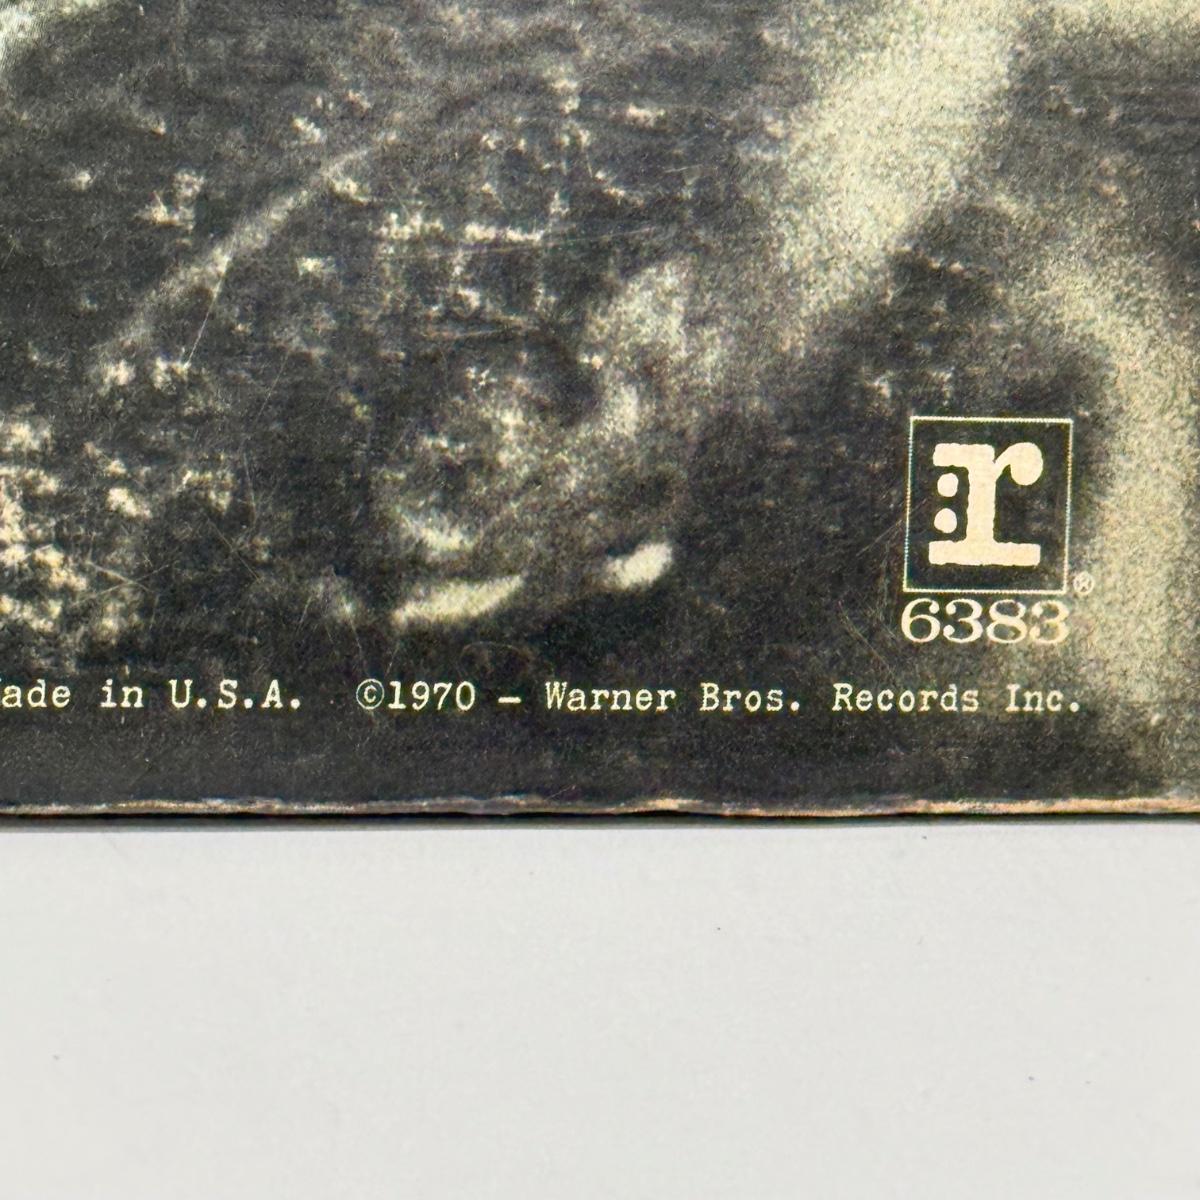 r:
®
6383
ade in U.S.A. ©1970 – Warner Bros. Records Inc.